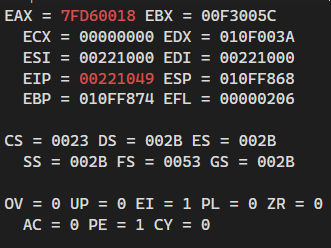 EAX = 7FD60018 EBX = 00F3005C
ECX = 00000000 EDX = 010F003A
ESI = 00221000 EDI = 00221000
EIP = 00221049 ESP = 010FF868
EBP = 010FF874 EFL = 00000206
CS = 0023 DS = 002B ES = 002B
SS = 002B FS = 0053 GS = 002B
OV = 0 UP = 0 EI = 1 PL = 0 ZR = 0
AC = 0 PE = 1 CY = 0